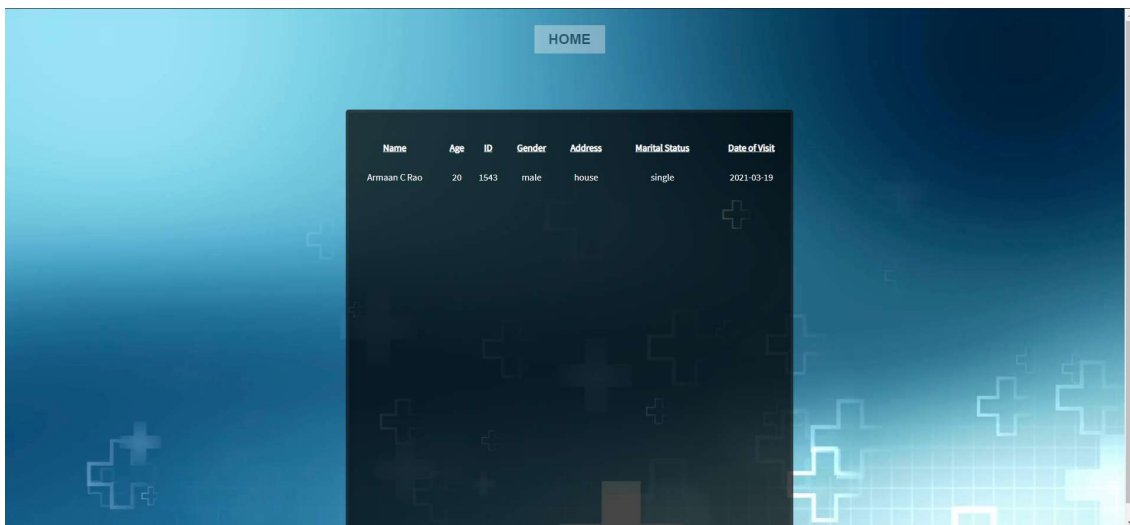 HOME
Name Age ID Gender Address Marital Status Date of Visit
Armaan C Rao 20 1543 male house single 2021-03-19